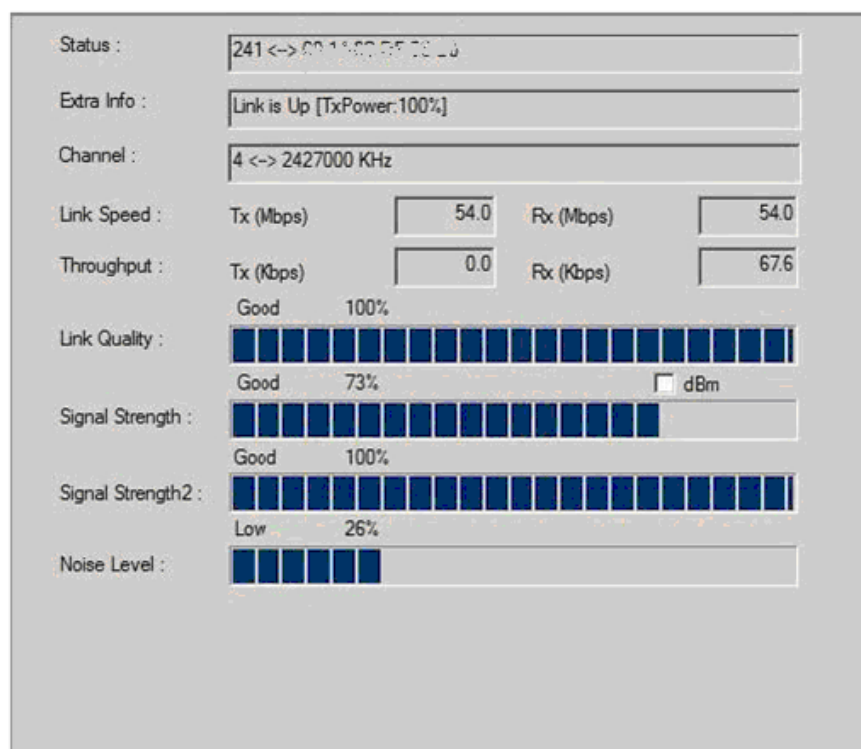 Status :
241 <-->
Extra Info :
Link is Up [TxPower:100%]
Channel :
4 <--> 2427000 KHz
Link Speed : Tx (Mbps) 54.0 Rx (Mbps) 54.0
Throughput : Tx (Kbps) 0.0 Rx (Kbps) 67.6
Good 100%
Link Quality :
Good 73% dBm
Signal Strength :
Good 100%
Signal Strength2 :
Low 26%
Noise Level :